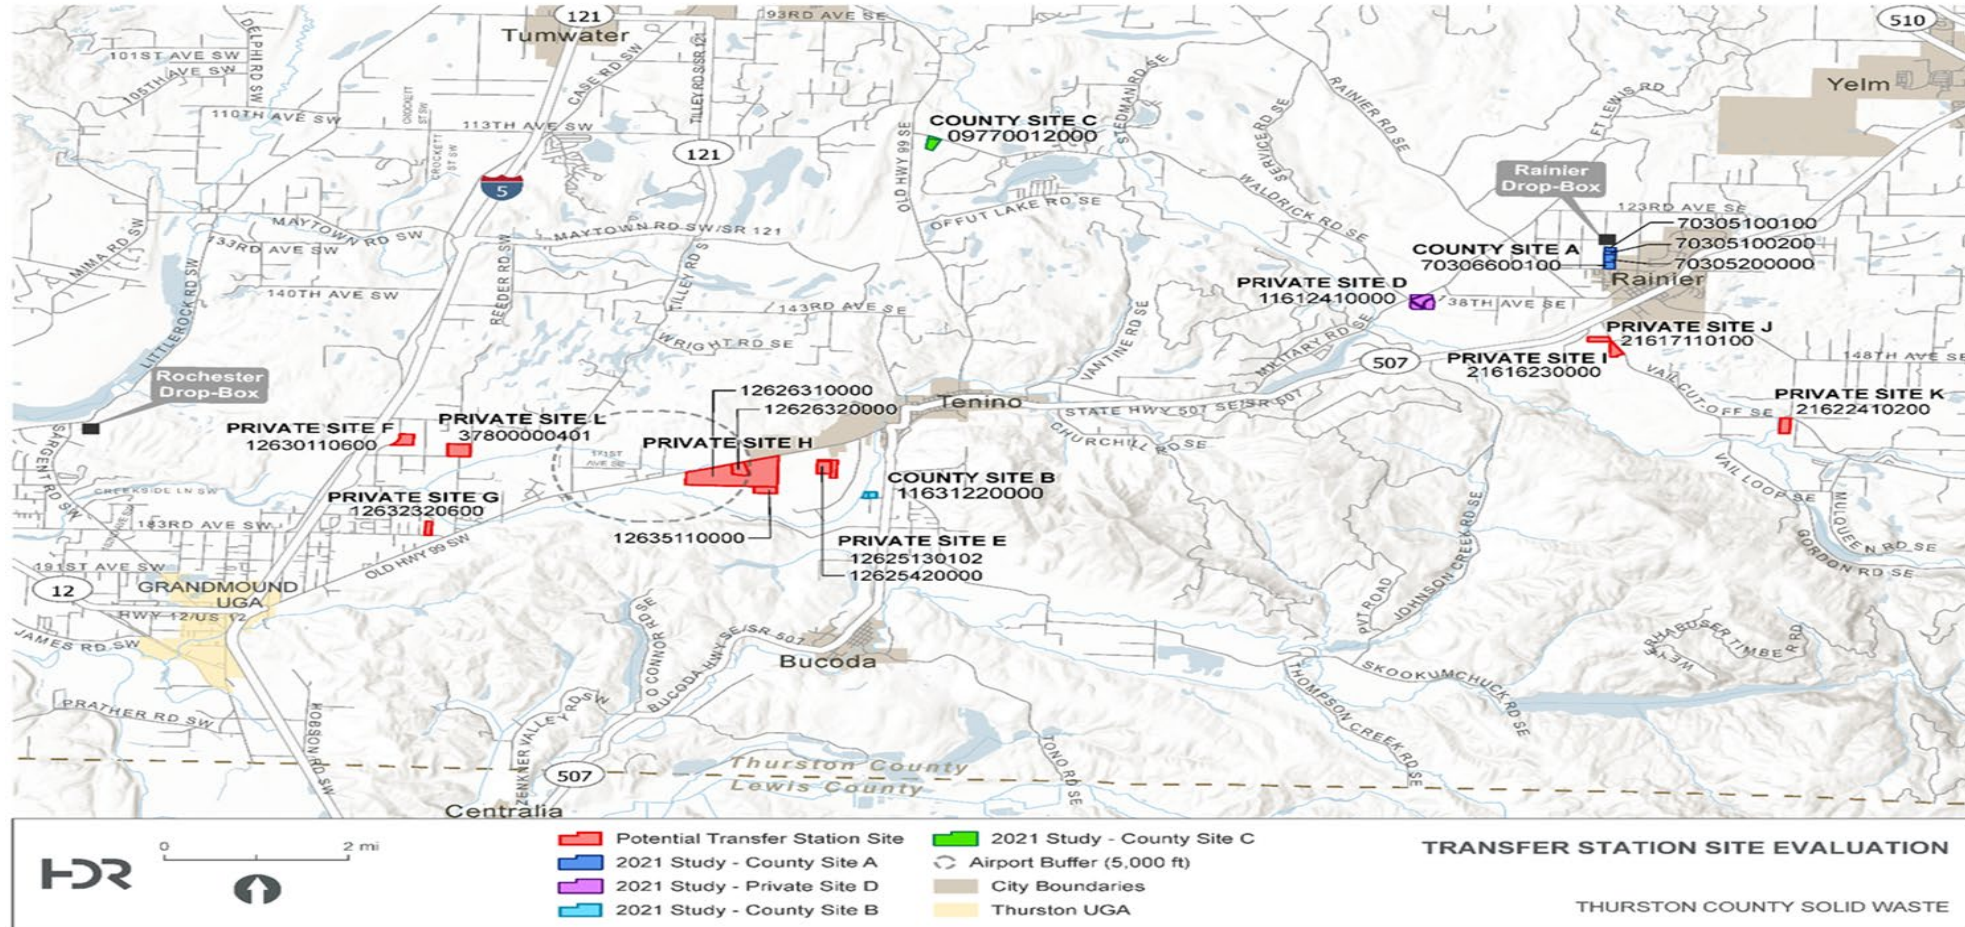 121
93RD AVE SE
510
Tumwater
101ST AVE SW
DELPHI RD SW
105TH AVE SW
CASE RD SW
TILLEY RD S/SR 121
Yelm
110TH AVE SW
CROCKETT
ST SW
113TH AVE SW
CROCKETT
ST SW
121
5
OLD HWY 99 SE
COUNTY SITE C
09770012000
STEDMAN RD SE
SERVICE RD SE
RAINIER RD SE
FT LEWIS RD
Rainier
Drop-Box
WALDRICK RD SE
OFFUT LAKE RD SE
123RD AVE SE
MIMA RD SW
MAYTOWN RD SW
133RD AVE SW
MAYTOWN RD SW/SR 121
REEDER RD SW
TILLEY RD S
140TH AVE SW
143RD AVE SE
WRIGHT RD SE
LITTLEROCK RD SW
COUNTY SITE A
70306600100
70305100100
70305100200
70305200000
Rainier
PRIVATE SITE D
11612410000
38TH AVE SE
MILITARY RD SE
VANTINE RD SE
507
PRIVATE SITE J
21617110100
PRIVATE SITE I
21616230000
148TH AVE SE
VAIL CUT-OFF SE
PRIVATE SITE K
21622410200
Rochester
Drop-Box
PRIVATE SITE F
12630110600
PRIVATE SITE L
37800000401
12626310000
12626320000
PRIVATE SITE H
171ST
AVE SE
Tenino
STATE HWY 507 SE/SR 507
CHURCHILL RD SE
SARGENT RD SW
CREEKSIDE LN SW
PRIVATE SITE G
12632320600
183RD AVE SW
OLD HWY 99 SW
COUNTY SITE B
11631220000
12635110000
PRIVATE SITE E
12625130102
12625420000
VAIL LOOP SE
MULQUEEN RD SE
GORDON RD SE
191ST AVE SW
12
GRANDMOUND
UGA
HWY 12/US 12
JAMES RD SW
O CONNOR RD SE
BUCODA HWY SE/SR 507
Bucoda
PVT ROAD
JOHNSON CREEK RD SE
SKOOKUMCHUCK RD SE
THOMPSON CREEK RD SE
TONO RD SE
PRATHER RD SW
HOBSON RD SW
ZENKNER VALLEY RD SW
507
Thurston County
Lewis County
Centralia
HDR
0 2 mi
Potential Transfer Station Site
2021 Study - County Site A
2021 Study - Private Site D
2021 Study - County Site B
2021 Study - County Site C
Airport Buffer (5,000 ft)
City Boundaries
Thurston UGA
TRANSFER STATION SITE EVALUATION
THURSTON COUNTY SOLID WASTE